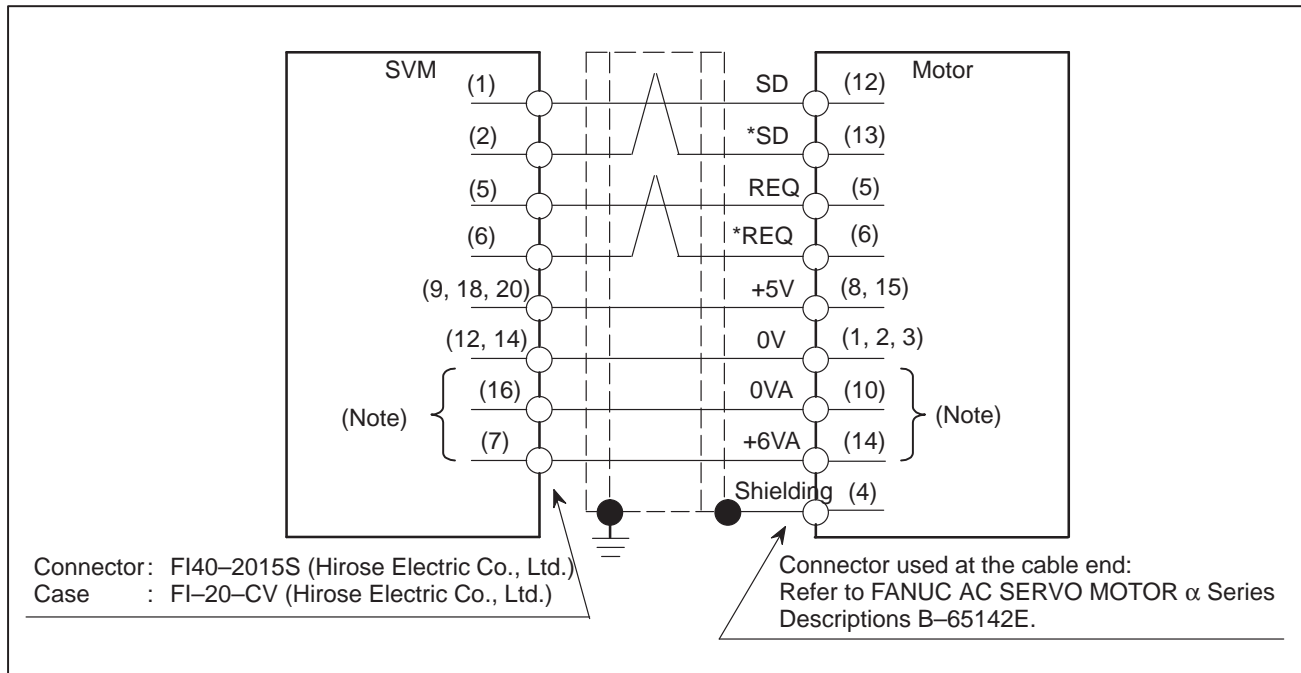 SVM
Motor
(1) SD (12)
(2) *SD (13)
(5) REQ (5)
(6) *REQ (6)
(9, 18, 20) +5V (8, 15)
(12, 14) 0V (1, 2, 3)
(Note) (16) 0VA (10) (Note)
(7) +6VA (14)
Shielding (4)
Connector: FI40–2015S (Hirose Electric Co., Ltd.)
Case : FI–20–CV (Hirose Electric Co., Ltd.)
Connector used at the cable end:
Refer to FANUC AC SERVO MOTOR α Series
Descriptions B–65142E.